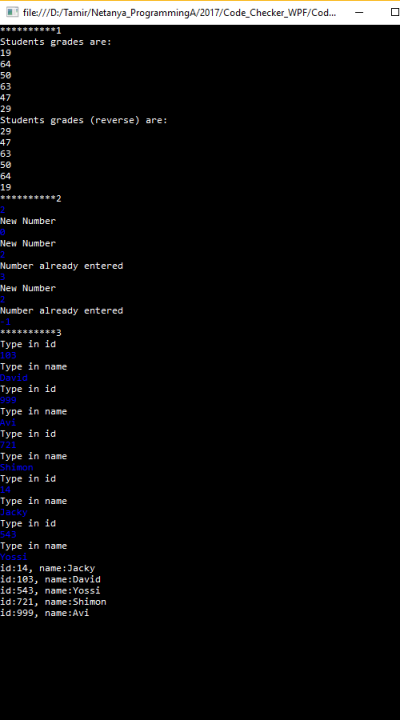 file:///D:/Tamir/Netanya_ProgrammingA/2017/Code_Checker_WPF/Cod...
**********1
Students grades are:
19
64
50
63
47
29
Students grades (reverse) are:
29
47
63
50
64
19
**********2
2
New Number
0
New Number
2
Number already entered
3
New Number
2
Number already entered
-1
**********3
Type in id
103
Type in name
David
Type in id
999
Type in name
Avi
Type in id
721
Type in name
Shimon
Type in id
14
Type in name
Jacky
Type in id
543
Type in name
Yossi
id:14, name:Jacky
id:103, name:David
id:543, name:Yossi
id:721, name:Shimon
id:999, name:Avi